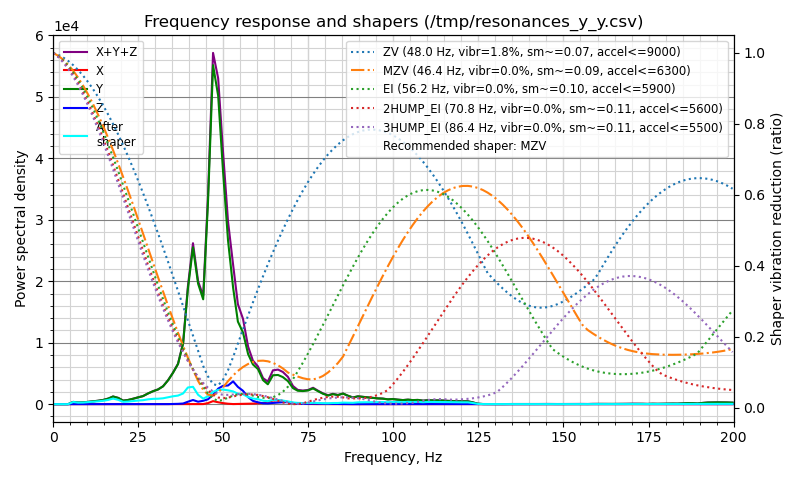 Frequency response and shapers (/tmp/resonances_y_y.csv)
1e4
6
5
4
3
2
1
0
Power spectral density
X+Y+Z
X
Y
Z
After
shaper
ZV (48.0 Hz, vibr=1.8%, sm~=0.07, accel<=9000)
MZV (46.4 Hz, vibr=0.0%, sm~=0.09, accel<=6300)
EI (56.2 Hz, vibr=0.0%, sm~=0.10, accel<=5900)
2HUMP_EI (70.8 Hz, vibr=0.0%, sm~=0.11, accel<=5600)
3HUMP_EI (86.4 Hz, vibr=0.0%, sm~=0.11, accel<=5500)
Recommended shaper: MZV
1.0
0.8
0.6
0.4
0.2
0.0
Shaper vibration reduction (ratio)
0 25 50 75 100 125 150 175 200
Frequency, Hz